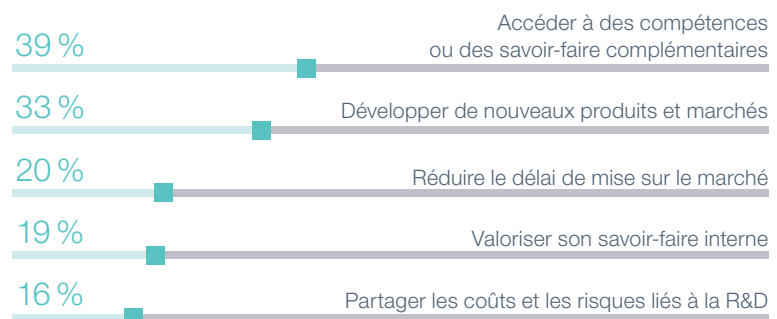 39 %
Accéder à des compétences
ou des savoir-faire complémentaires
33 %
Développer de nouveaux produits et marchés
20 %
Réduire le délai de mise sur le marché
19 %
Valoriser son savoir-faire interne
16 %
Partager les coûts et les risques liés à la R&D